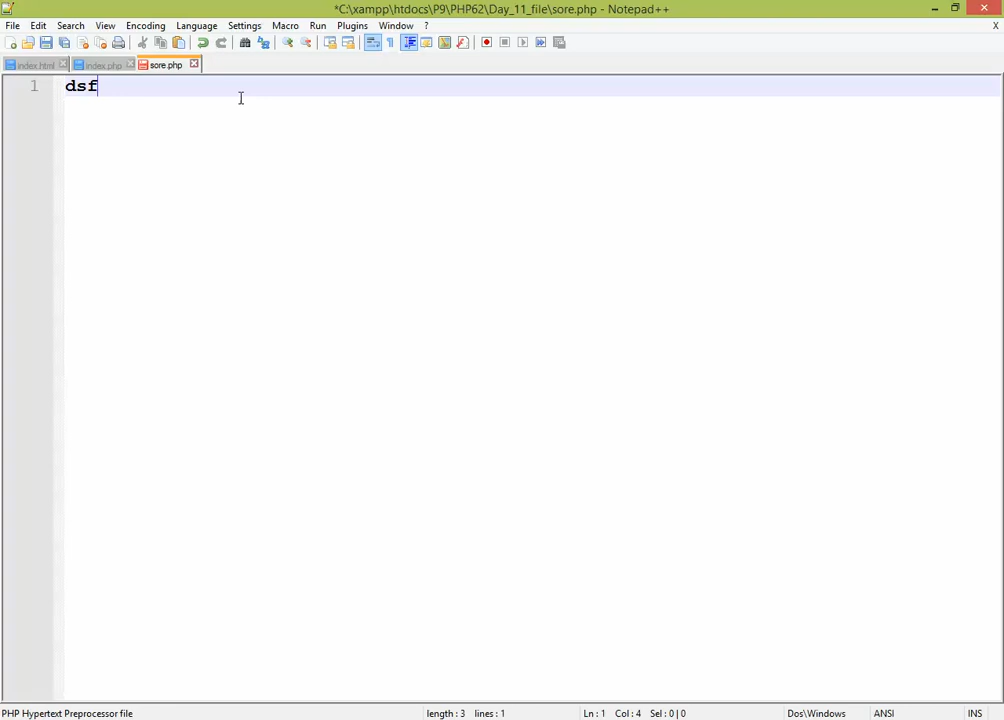 *C:\xampp\htdocs\P9\PHP62\Day_11_file\sore.php - Notepad++
File Edit Search View Encoding Language Settings Macro Run Plugins Window ? X
index.html index.php sore.php
1 dsf
PHP Hypertext Preprocessor file length : 3 lines : 1 Ln : 1 Col : 4 Sel : 0 | 0 Dos\Windows ANSI INS